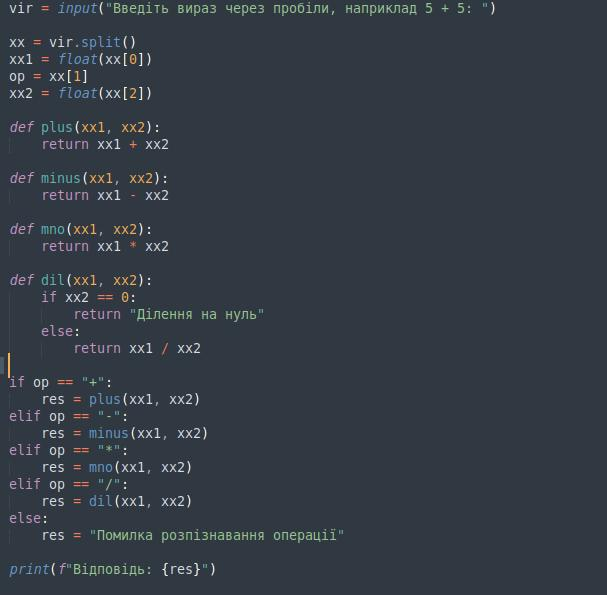 vir = input("Введіть вираз через пробіли, наприклад 5 + 5: ")
xx = vir.split()
xx1 = float(xx[0])
op = xx[1]
xx2 = float(xx[2])
def plus(xx1, xx2):
    return xx1 + xx2
def minus(xx1, xx2):
    return xx1 - xx2
def mno(xx1, xx2):
    return xx1 * xx2
def dil(xx1, xx2):
    if xx2 == 0:
        return "Ділення на нуль"
    else:
        return xx1 / xx2
if op == "+":
    res = plus(xx1, xx2)
elif op == "-":
    res = minus(xx1, xx2)
elif op == "*":
    res = mno(xx1, xx2)
elif op == "/":
    res = dil(xx1, xx2)
else:
    res = "Помилка розпізнавання операції"
print(f"Відповідь: {res}")